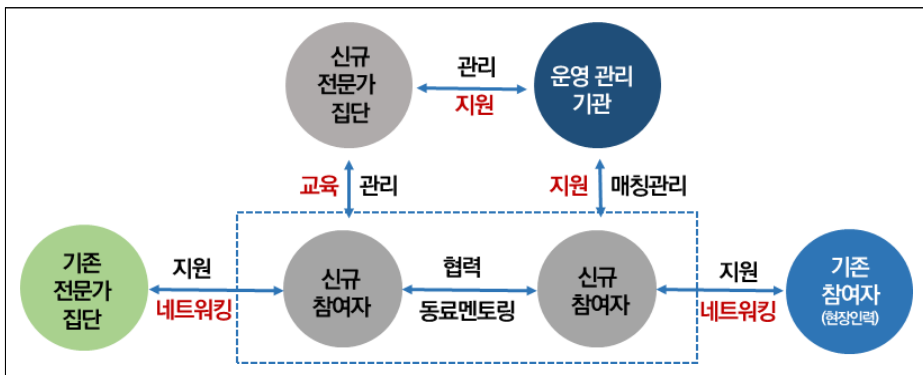 신규
전문가
집단
관리
지원
운영 관리
기관
교육 관리
지원 매칭관리
기존
전문가
집단
지원
네트워킹
신규
참여자
협력
동료멘토링
신규
참여자
지원
네트워킹
기존
참여자
(현장인력)